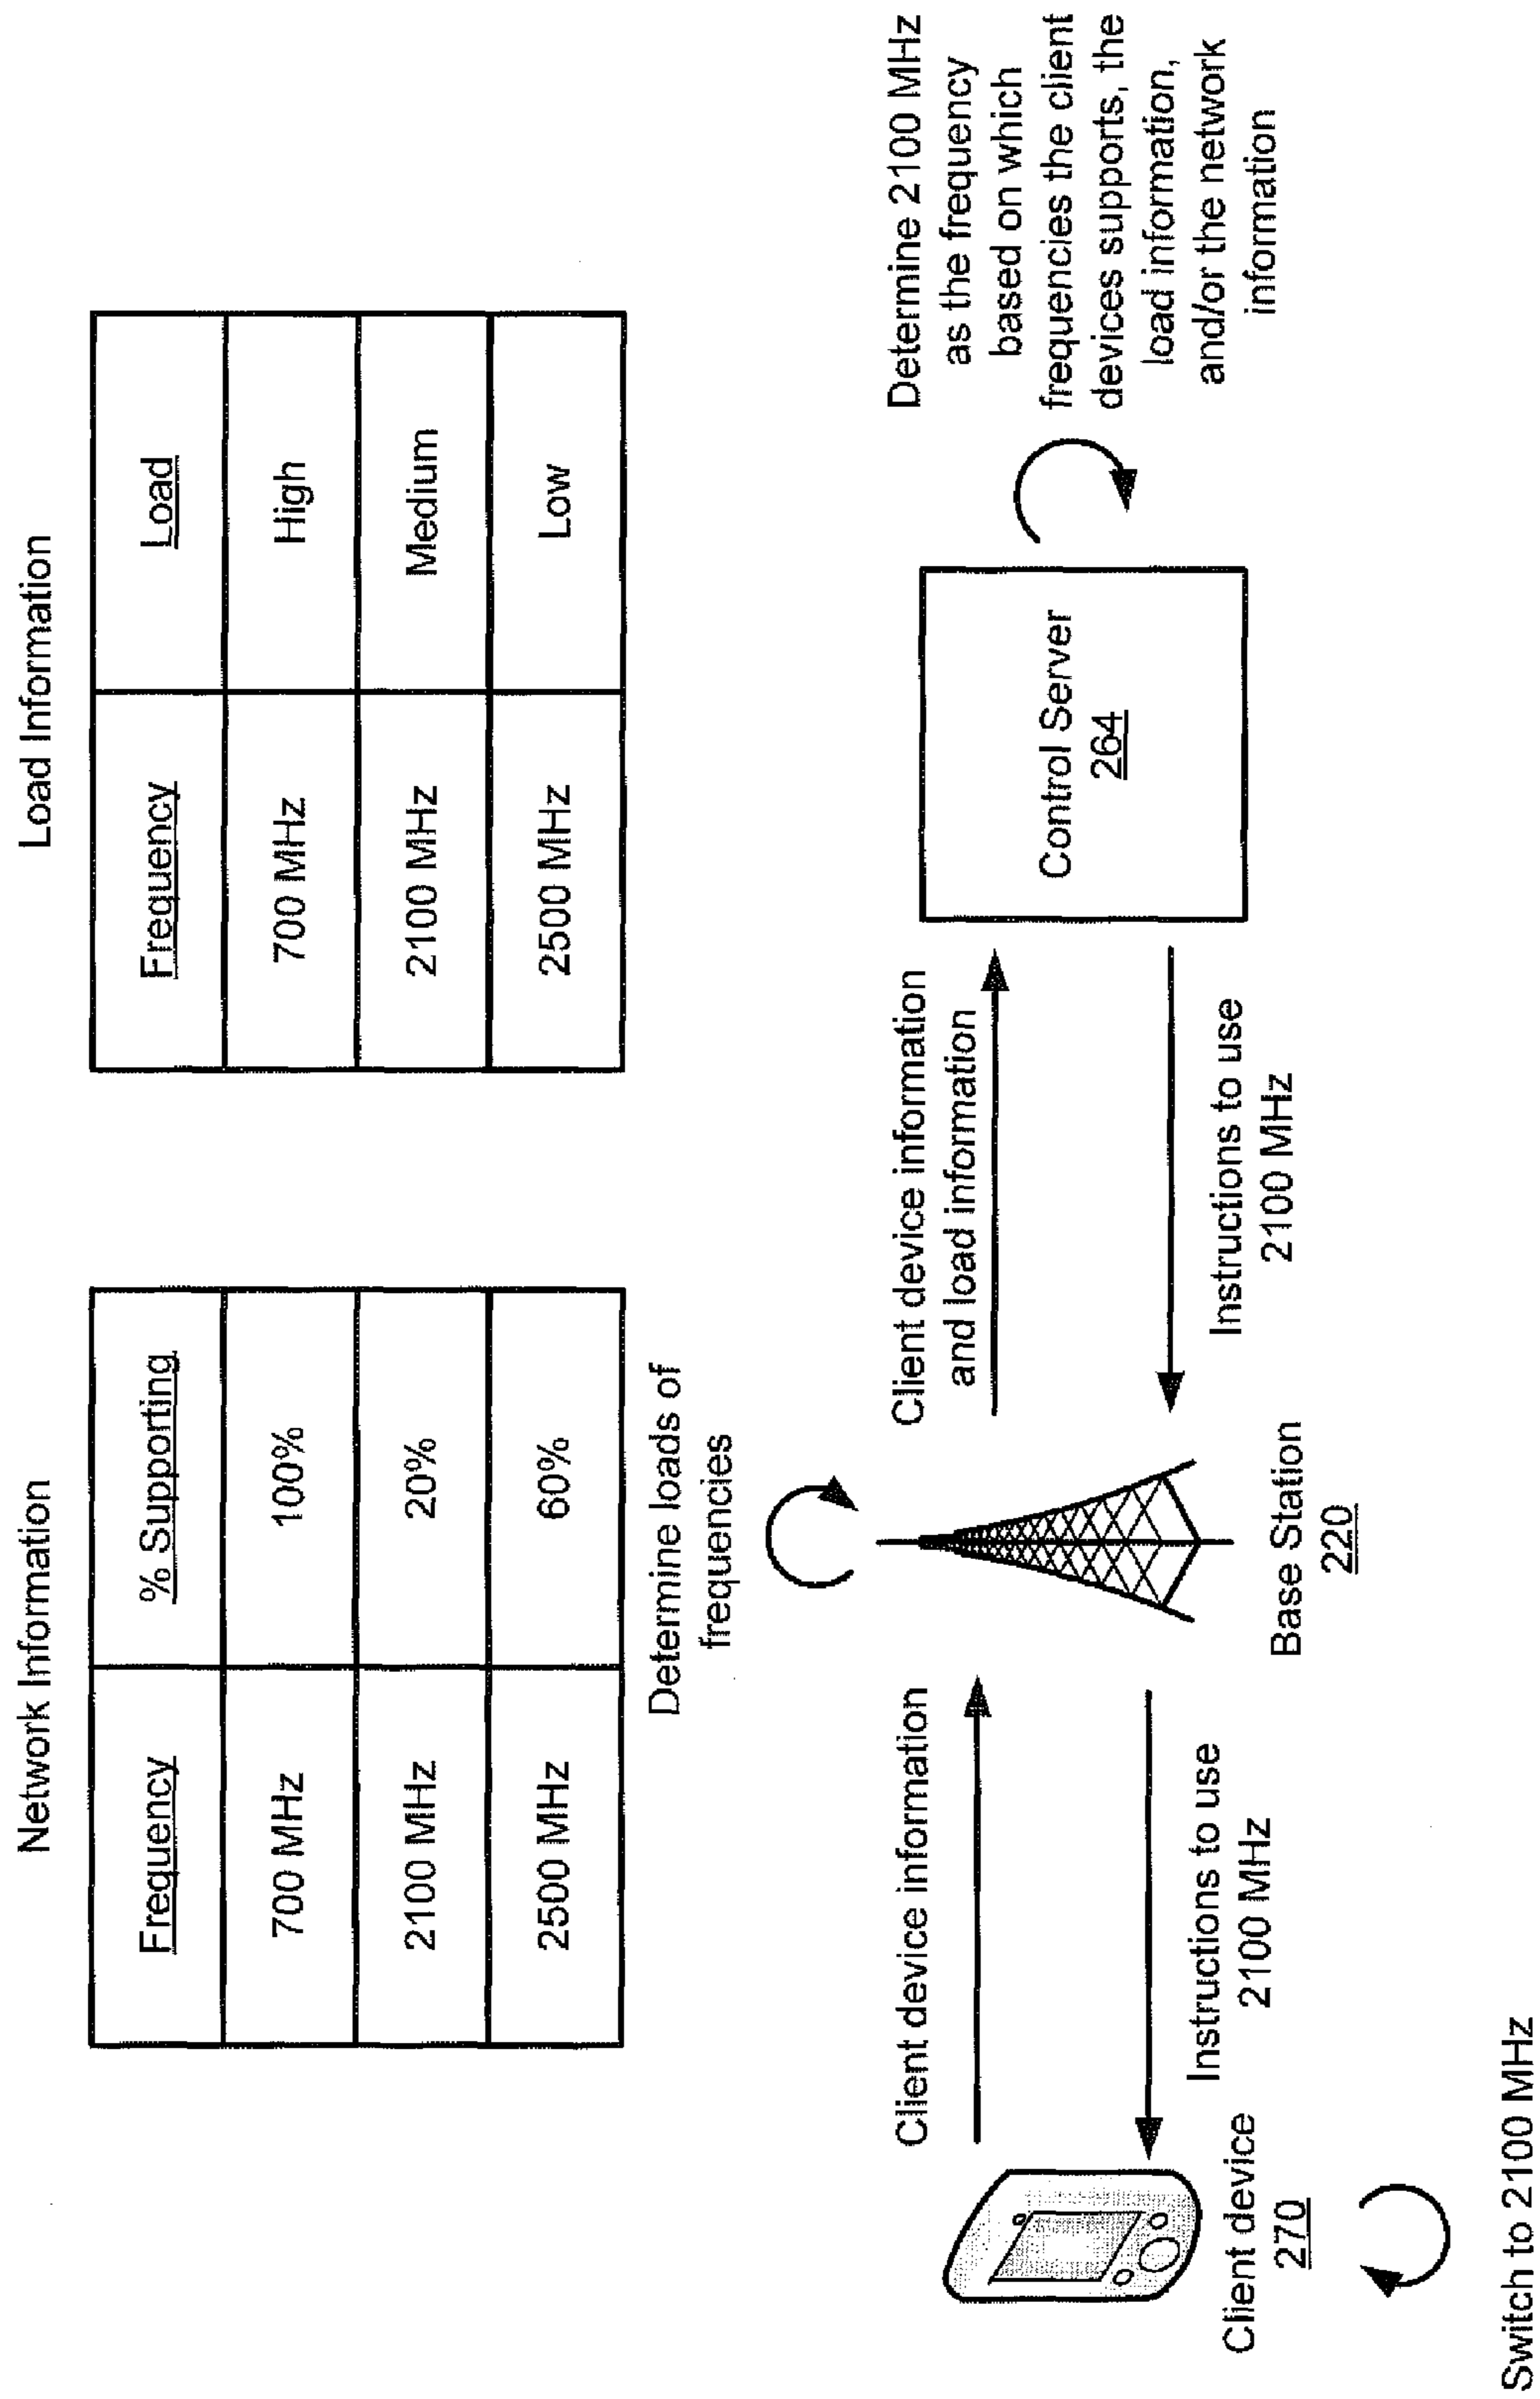 Network Information
Frequency % Supporting
700 MHz 100%
2100 MHz 20%
2500 MHz 60%
Load Information
Frequency Load
700 MHz High
2100 MHz Medium
2500 MHz Low
Determine loads of
frequencies
Client device information
Instructions to use
2100 MHz
Client device
270
Switch to 2100 MHz
Base Station
220
Client device information
and load information
Instructions to use
2100 MHz
Control Server
264
Determine 2100 MHz
as the frequency
based on which
frequencies the client
devices supports, the
load information,
and/or the network
information